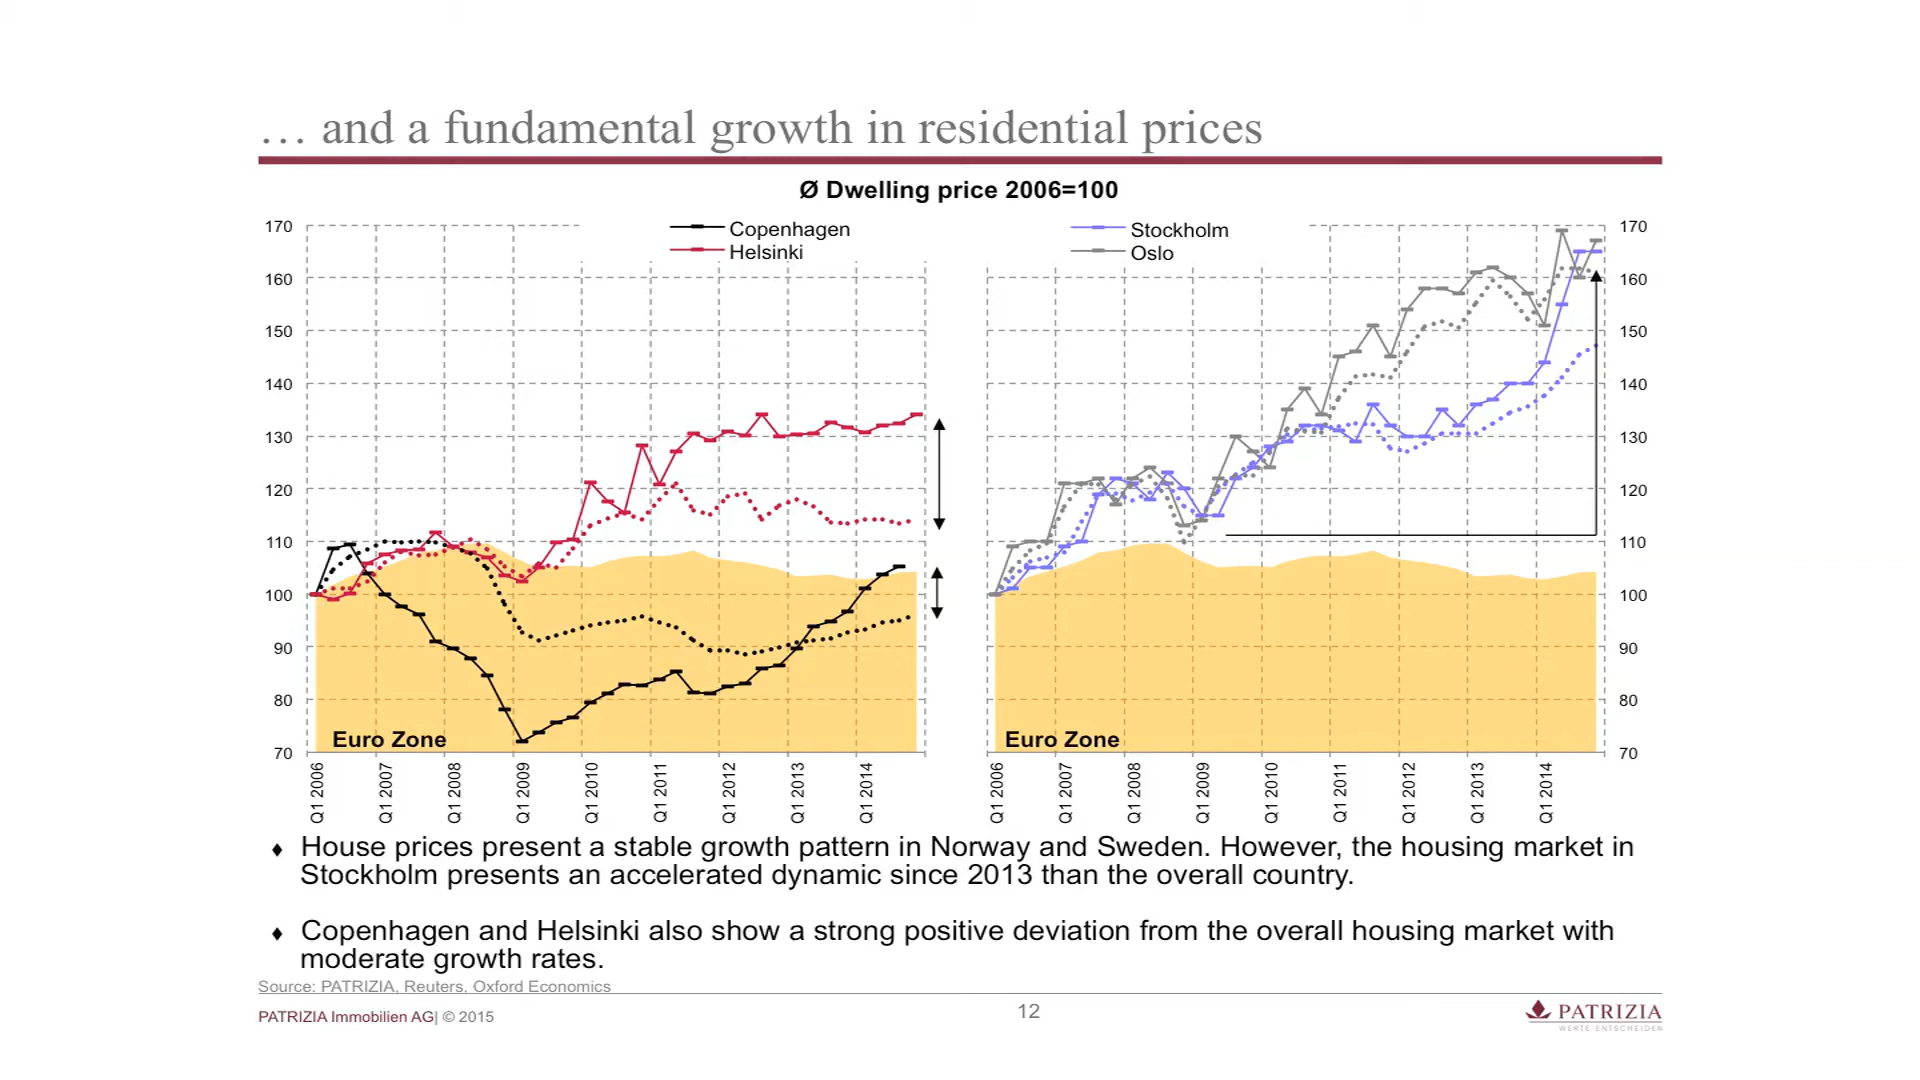 … and a fundamental growth in residential prices
Ø Dwelling price 2006=100
Copenhagen
Helsinki
Stockholm
Oslo
170
160
150
140
130
120
110
100
90
80
70
Euro Zone
Q1 2006
Q1 2007
Q1 2008
Q1 2009
Q1 2010
Q1 2011
Q1 2012
Q1 2013
Q1 2014
170
160
150
140
130
120
110
100
90
80
70
Euro Zone
Q1 2006
Q1 2007
Q1 2008
Q1 2009
Q1 2010
Q1 2011
Q1 2012
Q1 2013
Q1 2014
♦ House prices present a stable growth pattern in Norway and Sweden. However, the housing market in
Stockholm presents an accelerated dynamic since 2013 than the overall country.
♦ Copenhagen and Helsinki also show a strong positive deviation from the overall housing market with
moderate growth rates.
Source: PATRIZIA, Reuters, Oxford Economics
PATRIZIA Immobilien AG| © 2015
12
PATRIZIA
WERTE ENTSCHEIDEN